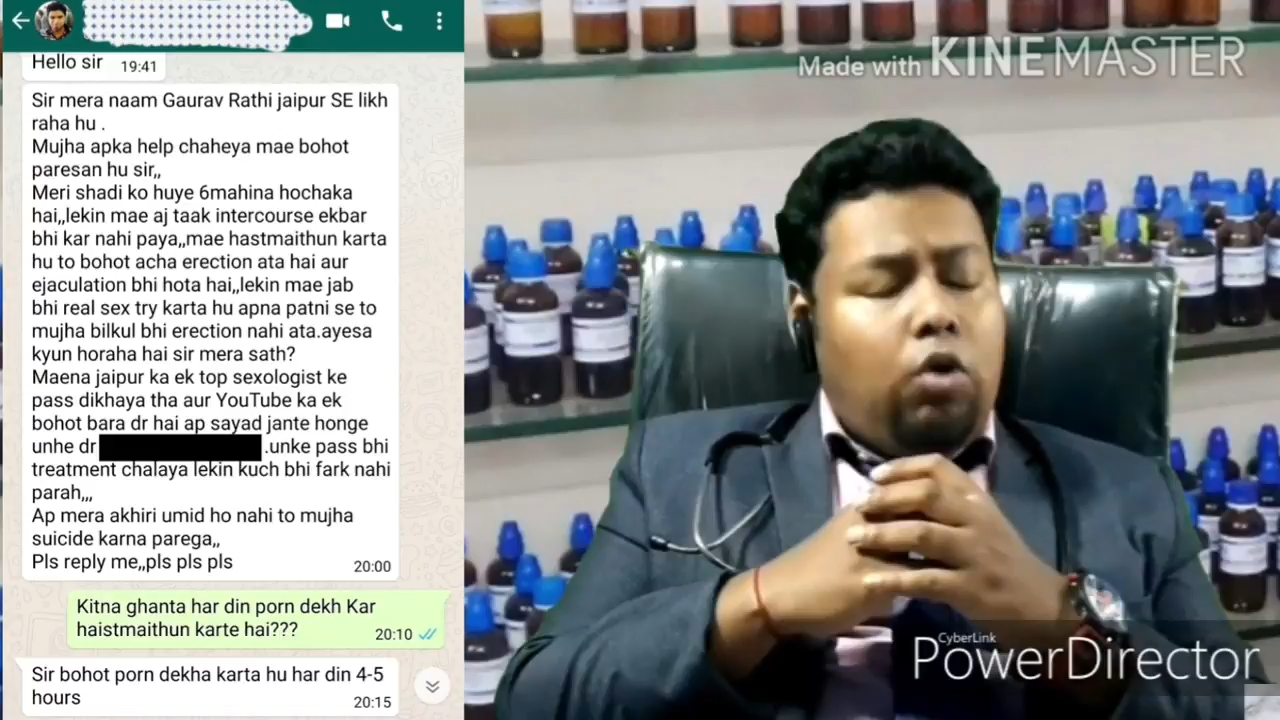 Hello sir 19:41
Sir mera naam Gaurav Rathi jaipur SE likh
raha hu .
Mujha apka help chaheya mae bohot
paresan hu sir,,
Meri shadi ko huye 6mahina hochaka
hai,,lekin mae aj taak intercourse ekbar
bhi kar nahi paya,,mae hastmaithun karta
hu to bohot acha erection ata hai aur
ejaculation bhi hota hai,,lekin mae jab
bhi real sex try karta hu apna patni se to
mujha bilkul bhi erection nahi ata.ayesa
kyun horaha hai sir mera sath?
Maena jaipur ka ek top sexologist ke
pass dikhaya tha aur YouTube ka ek
bohot bara dr hai ap sayad jante honge
unhe dr .unke pass bhi
treatment chalaya lekin kuch bhi fark nahi
parah,,,
Ap mera akhiri umid ho nahi to mujha
suicide karna parega,,
Pls reply me,,pls pls pls 20:00
Kitna ghanta har din porn dekh Kar
haistmaithun karte hai??? 20:10
Sir bohot porn dekha karta hu har din 4-5
hours 20:15
Made with KINEMASTER
CyberLink
PowerDirector